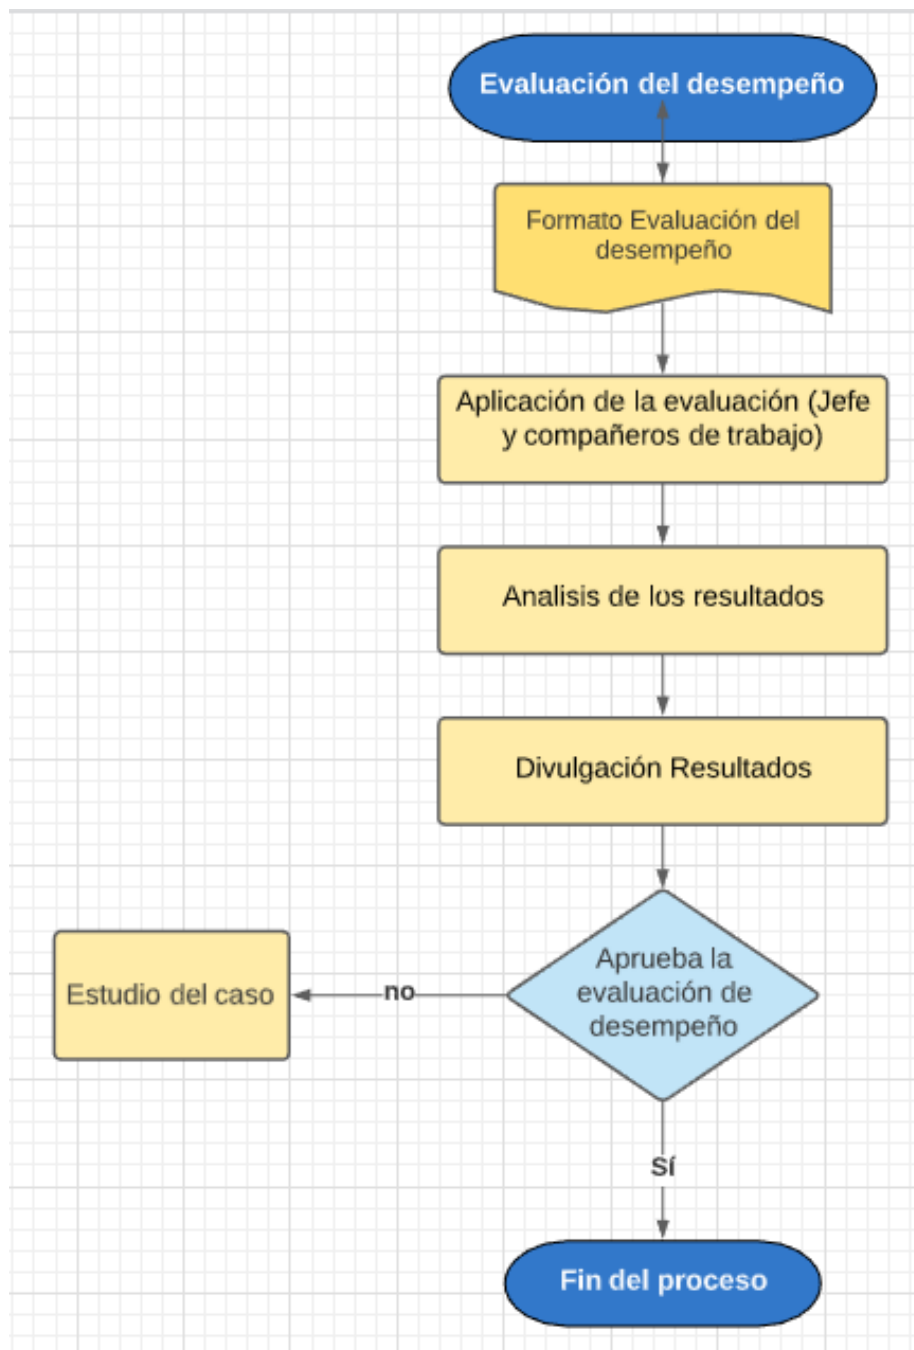 Evaluación del desempeño
Formato Evaluación del
desempeño
Aplicación de la evaluación (Jefe
y compañeros de trabajo)
Analisis de los resultados
Divulgación Resultados
Aprueba la
evaluación de
desempeño
no
Estudio del caso
Sí
Fin del proceso